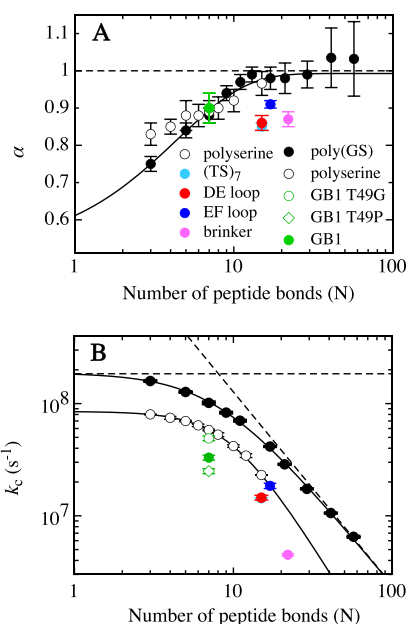 A
1.1
1
0.9
0.8
0.7
0.6
α
polyserine
(TS)7
DE loop
EF loop
brinker
poly(GS)
polyserine
GB1 T49G
GB1 T49P
GB1
1 10 100
Number of peptide bonds (N)
B
10^8
10^7
k_c (s^-1)
1 10 100
Number of peptide bonds (N)